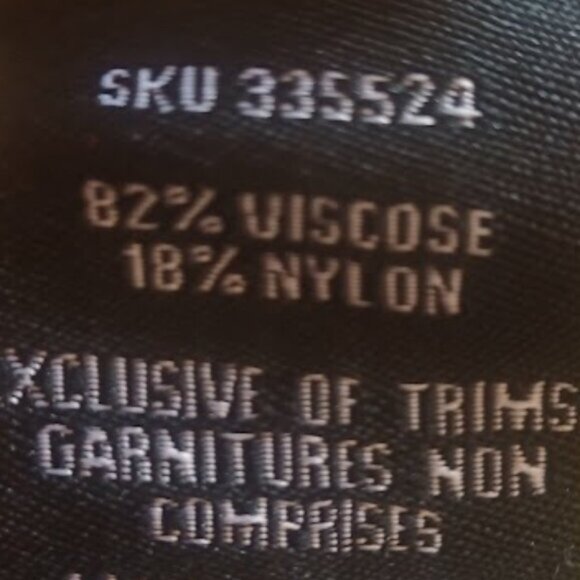 SKU 335524
82% VISCOSE
18% NYLON
XCLUSIVE OF TRIMS
GARNITURES NON
COMPRISES